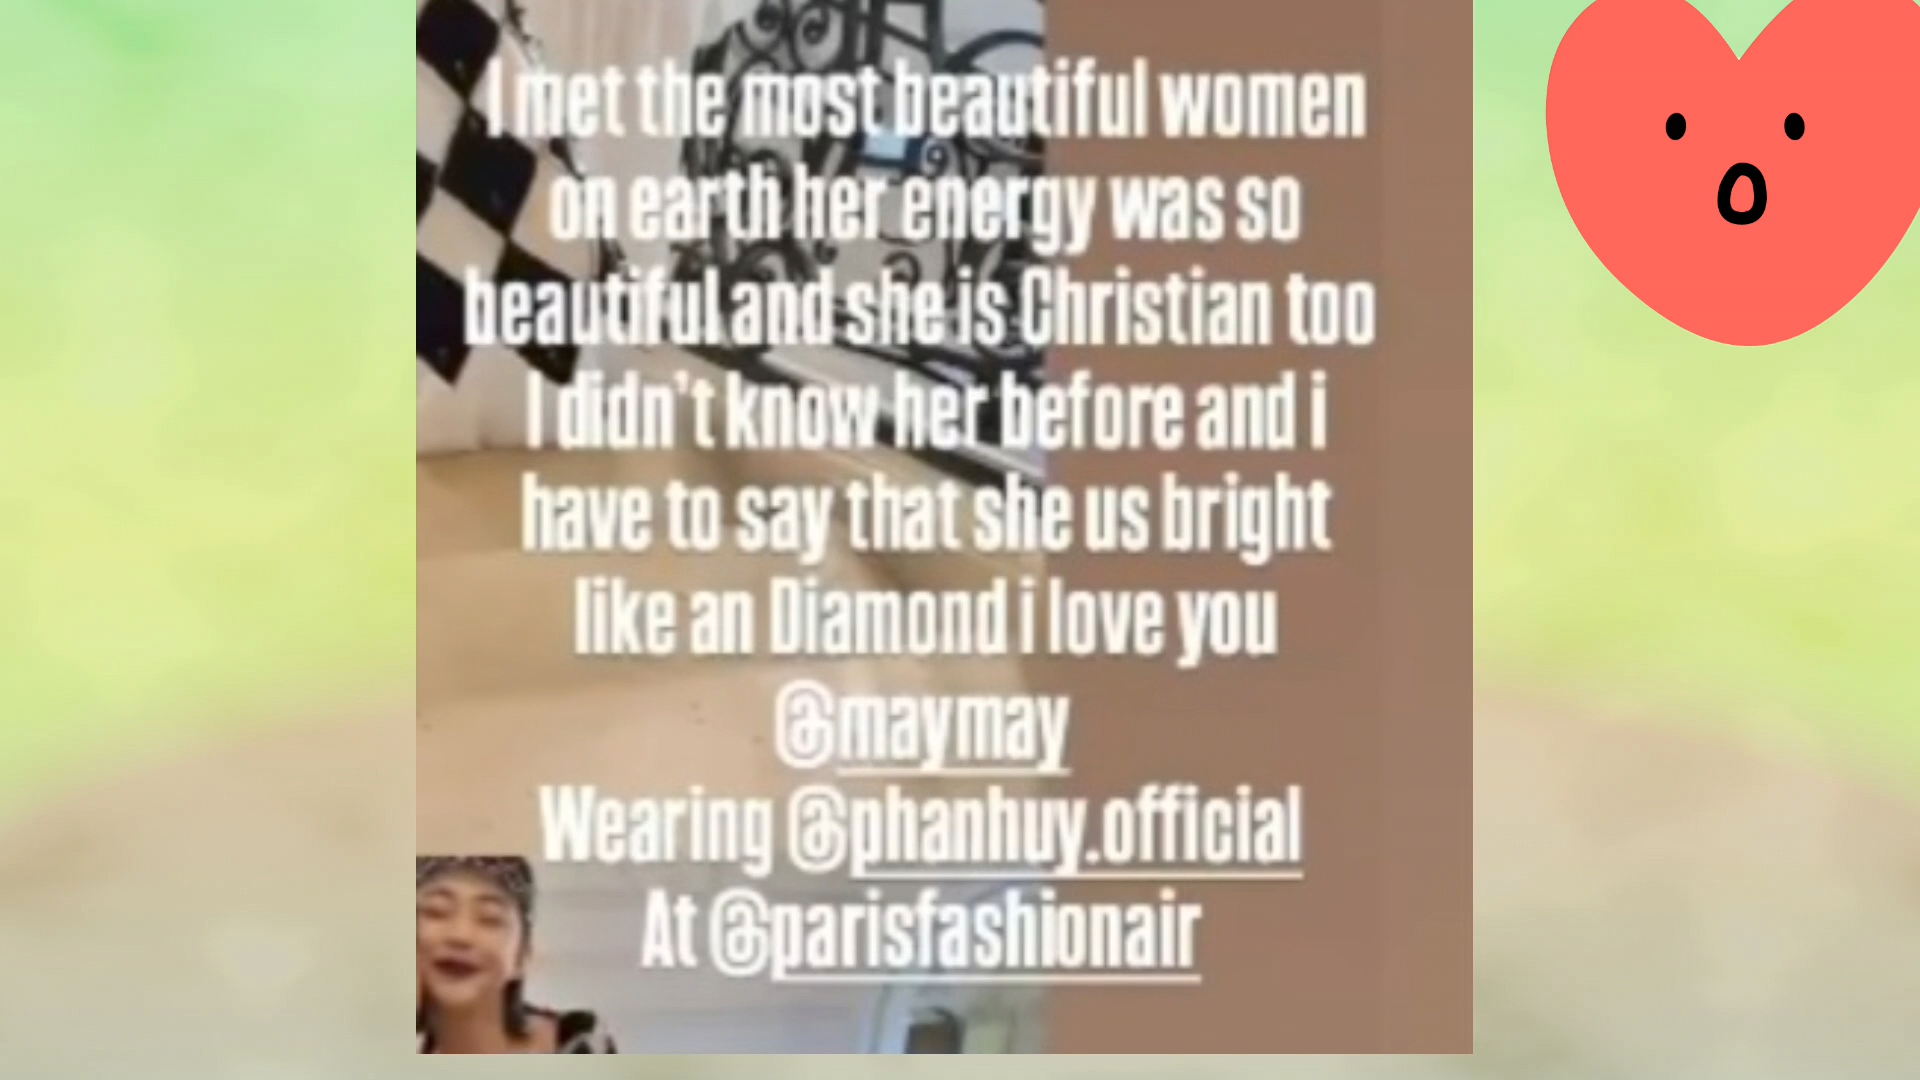 I met the most beautiful women
on earth her energy was so
beautiful and she is Christian too
I didn't know her before and i
have to say that she us bright
like an Diamond i love you
@maymay
Wearing @phanhuy.official
At @parisfashionair